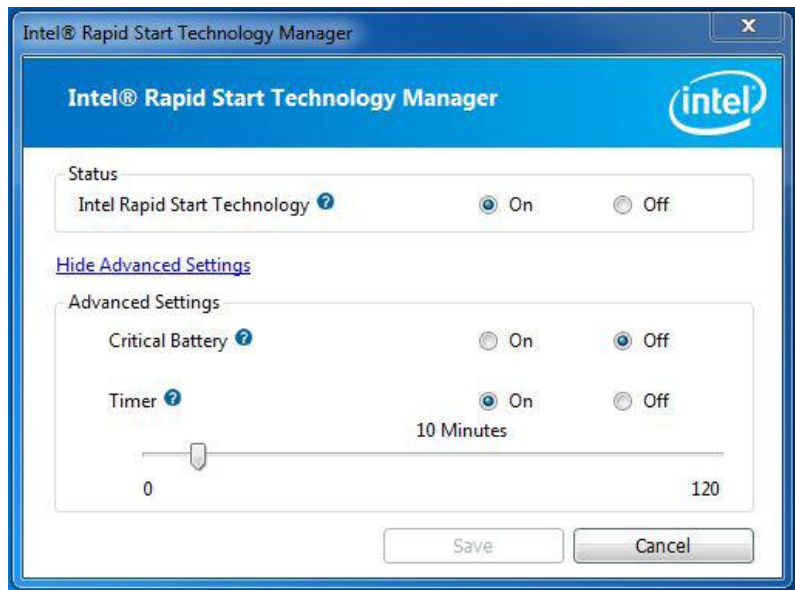 Intel® Rapid Start Technology Manager
X
Intel® Rapid Start Technology Manager
intel
Status
Intel Rapid Start Technology ? On Off
Hide Advanced Settings
Advanced Settings
Critical Battery ? On Off
Timer ? On Off
10 Minutes
0 120
Save Cancel